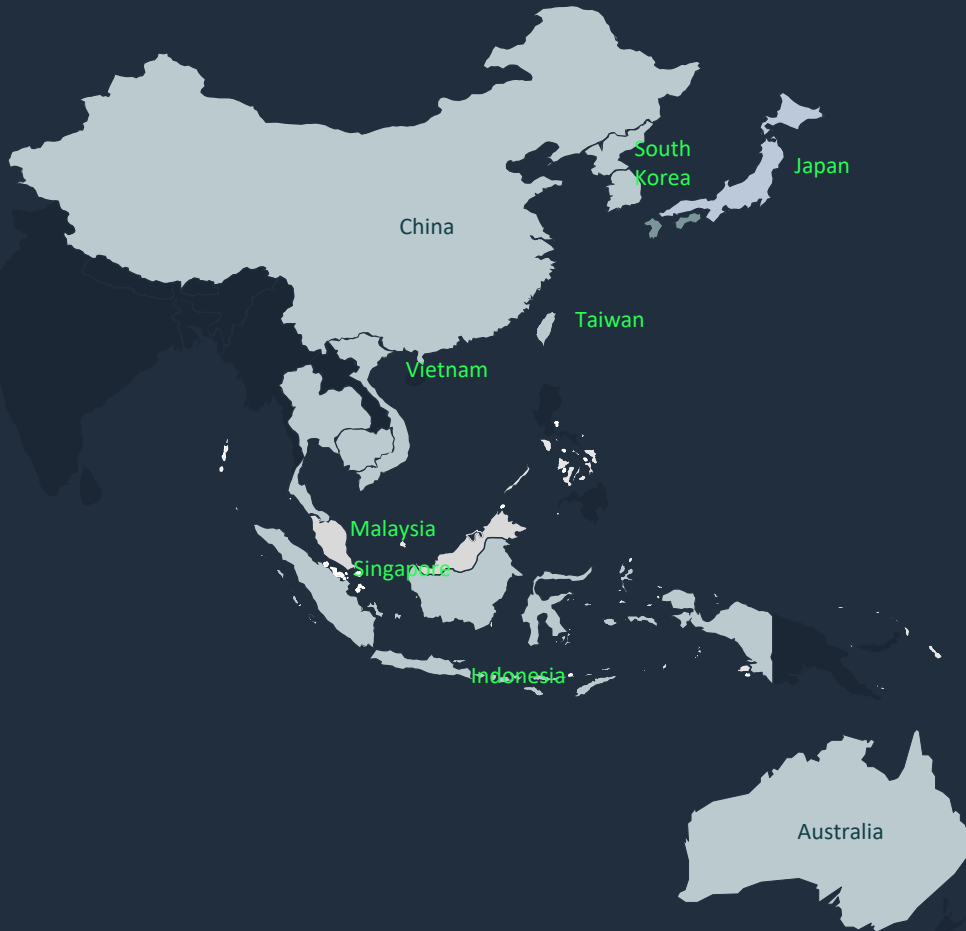 South
Korea
Japan
China
Taiwan
Vietnam
Malaysia
Singapore
Indonesia
Australia